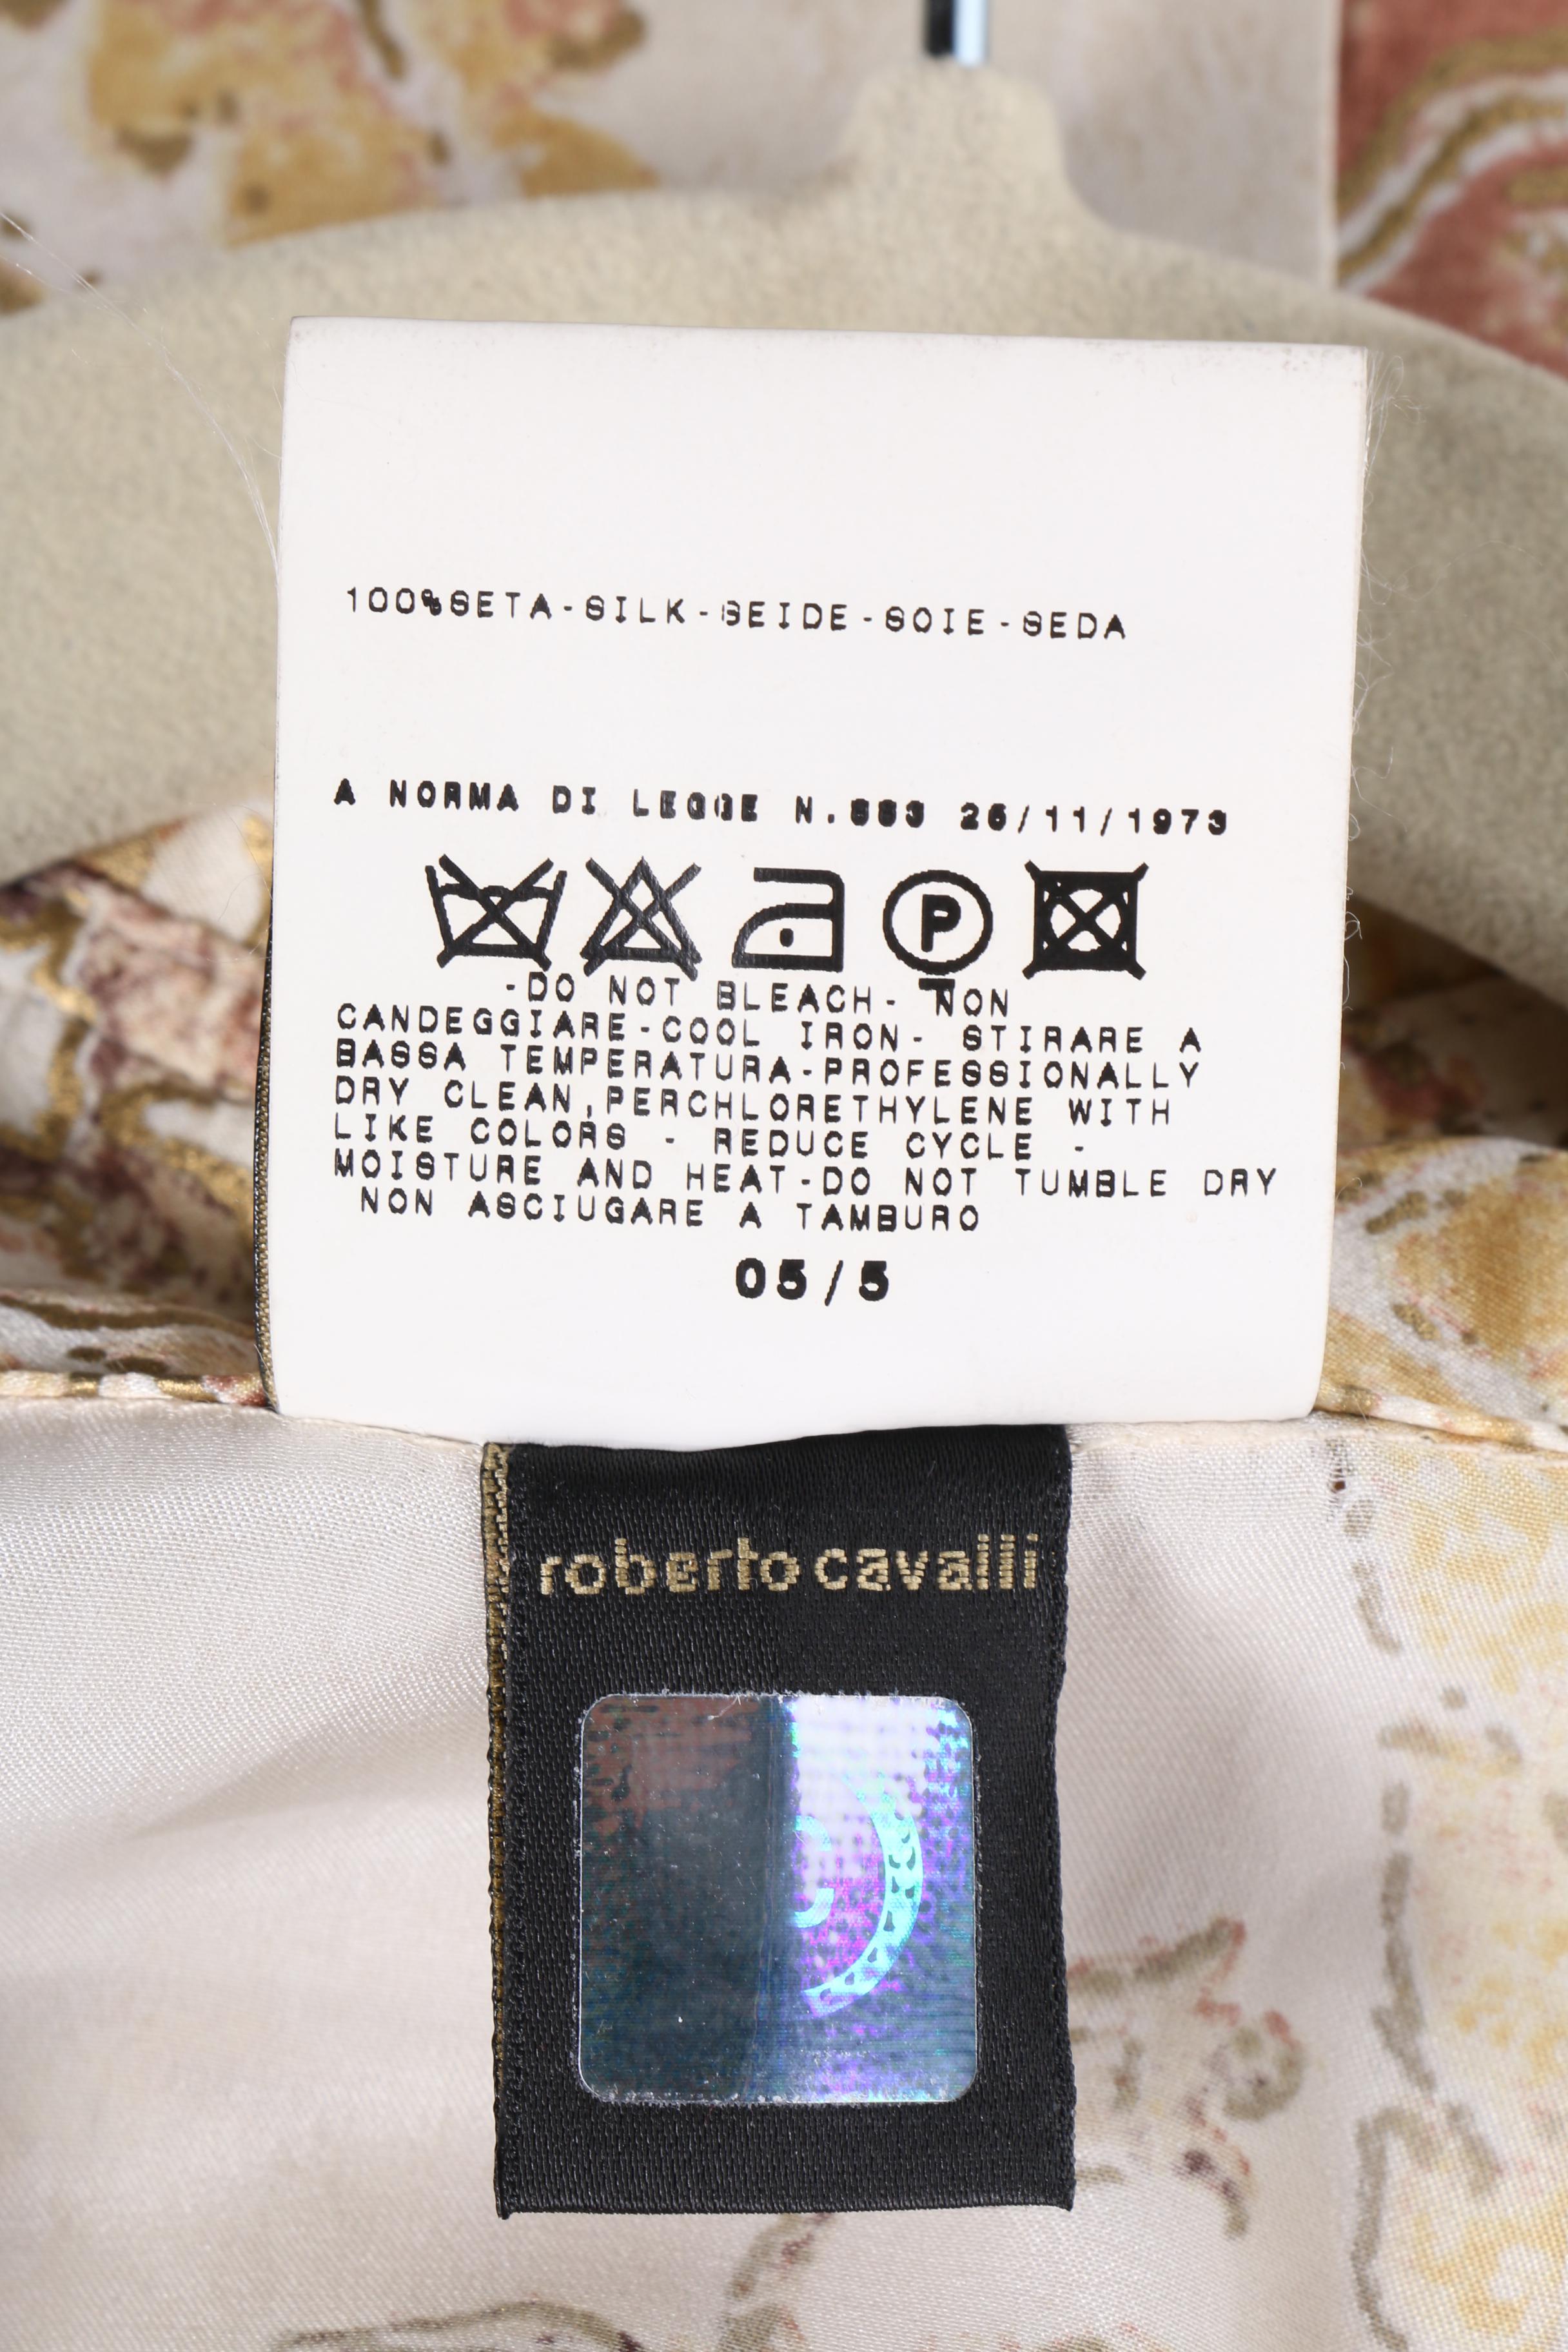 100%SETA-SILK-SEIDE-SOIE-SEDA
A NORMA DI LEGGE N.883 26/11/1973
P
-DO NOT BLEACH- NON
CANDEGGIARE-COOL IRON- STIRARE A
BASSA TEMPERATURA-PROFESSIONALLY
DRY CLEAN,PERCHLORETHYLENE WITH
LIKE COLORS - REDUCE CYCLE -
MOISTURE AND HEAT-DO NOT TUMBLE DRY
NON ASCIUGARE A TAMBURO
05/5
roberto cavalli
C